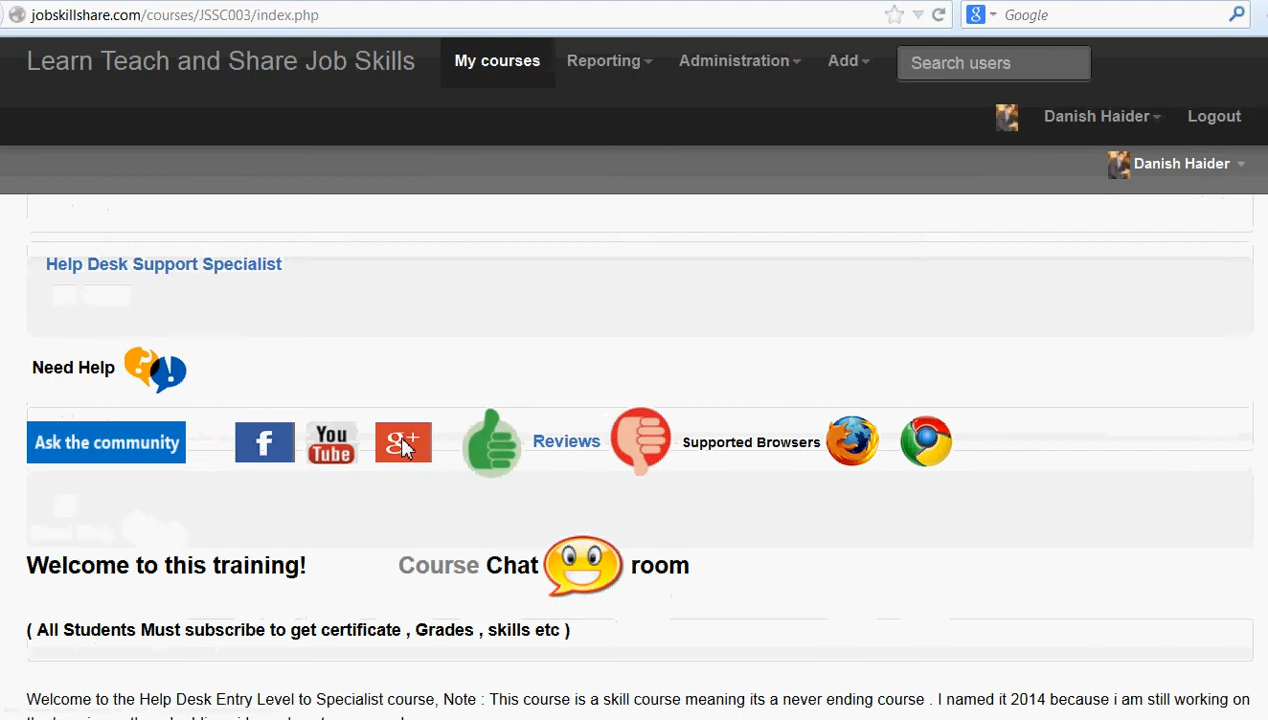 jobskillshare.com/courses/JSSC003/index.php
Google
Learn Teach and Share Job Skills My courses Reporting Administration Add Search users
Danish Haider Logout
Danish Haider
Help Desk Support Specialist
Need Help
Ask the community f You Tube g+ Reviews Supported Browsers
Welcome to this training! Course Chat room
( All Students Must subscribe to get certificate , Grades , skills etc )
Welcome to the Help Desk Entry Level to Specialist course, Note : This course is a skill course meaning its a never ending course . I named it 2014 because i am still working on